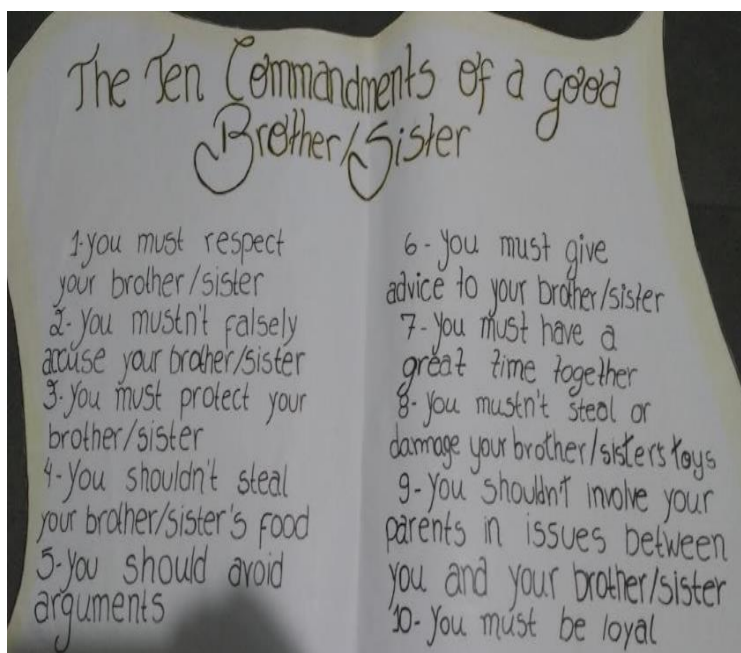 The Ten Commandments of a good
Brother/Sister
1-you must respect
your brother/sister
2-you mustn't falsely
accuse your brother/sister
3-you must protect your
brother/sister
4-you shouldn't steal
your brother/sister's food
5-you should avoid
arguments
6-you must give
advice to your brother/sister
7-you must have a
great time together
8-you mustn't steal or
damage your brother/sister's toys
9-you shouldn't involve your
parents in issues between
you and your brother/sister
10-you must be loyal